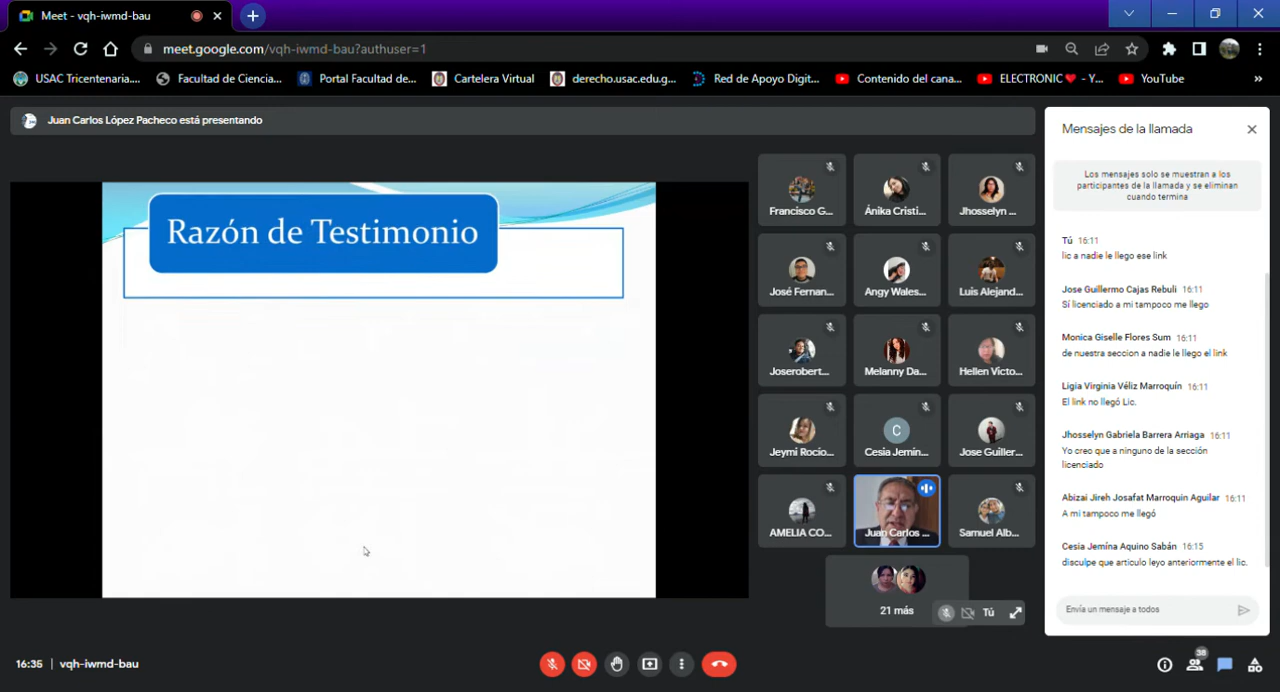 Meet - vqh-iwmd-bau
meet.google.com/vqh-iwmd-bau?authuser=1
USAC Tricentenaria...
Facultad de Ciencia...
Portal Facultad de...
Cartelera Virtual
derecho.usac.edu.g...
Red de Apoyo Digit...
Contenido del cana...
ELECTRONIC❤ - Y...
YouTube
»
Juan Carlos López Pacheco está presentando
Razón de Testimonio
Francisco G...
Ánika Cristi...
Jhosselyn ...
José Fernan...
Angy Wales...
Luis Alejand...
Joserobert...
Melanny Da...
Hellen Victo...
Jeymi Rocío...
C
Cesia Jemín...
Jose Guiller...
AMELIA CO...
Juan Carlos ...
Samuel Alb...
21 más
Tú
Mensajes de la llamada
Los mensajes solo se muestran a los
participantes de la llamada y se eliminan
cuando termina
Tú 16:11
lic a nadie le llego ese link
Jose Guillermo Cajas Rebuli 16:11
Sí licenciado a mi tampoco me llego
Monica Giselle Flores Sum 16:11
de nuestra seccion a nadie le llego el link
Ligia Virginia Véliz Marroquín 16:11
El link no llegó Lic.
Jhosselyn Gabriela Barrera Arriaga 16:11
Yo creo que a ninguno de la sección
licenciado
Abizai Jireh Josafat Marroquin Aguilar 16:11
A mi tampoco me llegó
Cesia Jemína Aquino Sabán 16:15
disculpe que articulo leyo anteriormente el lic.
Envía un mensaje a todos
16:35 | vqh-iwmd-bau
38